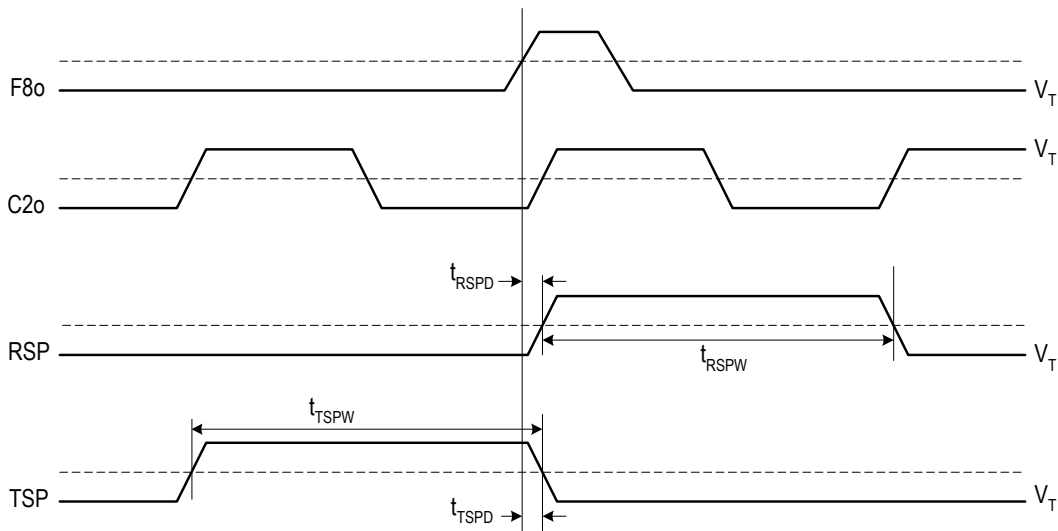 F8o
V_T
V_T
C2o
t_RSPD
RSP
t_RSPW
V_T
t_TSPW
TSP
V_T
t_TSPD